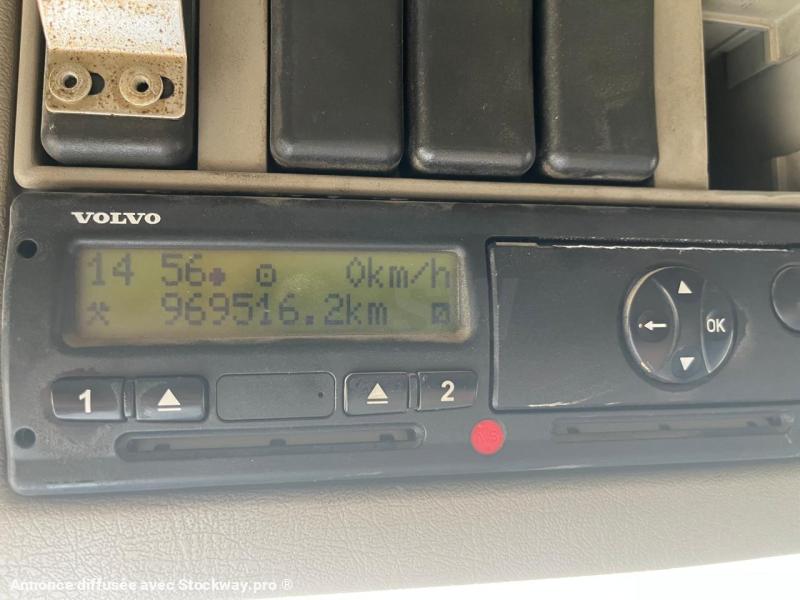 VOLVO
14 56 0km/h
969516.2km
OK
1 2
Annonce diffusée avec Stockway.pro ®